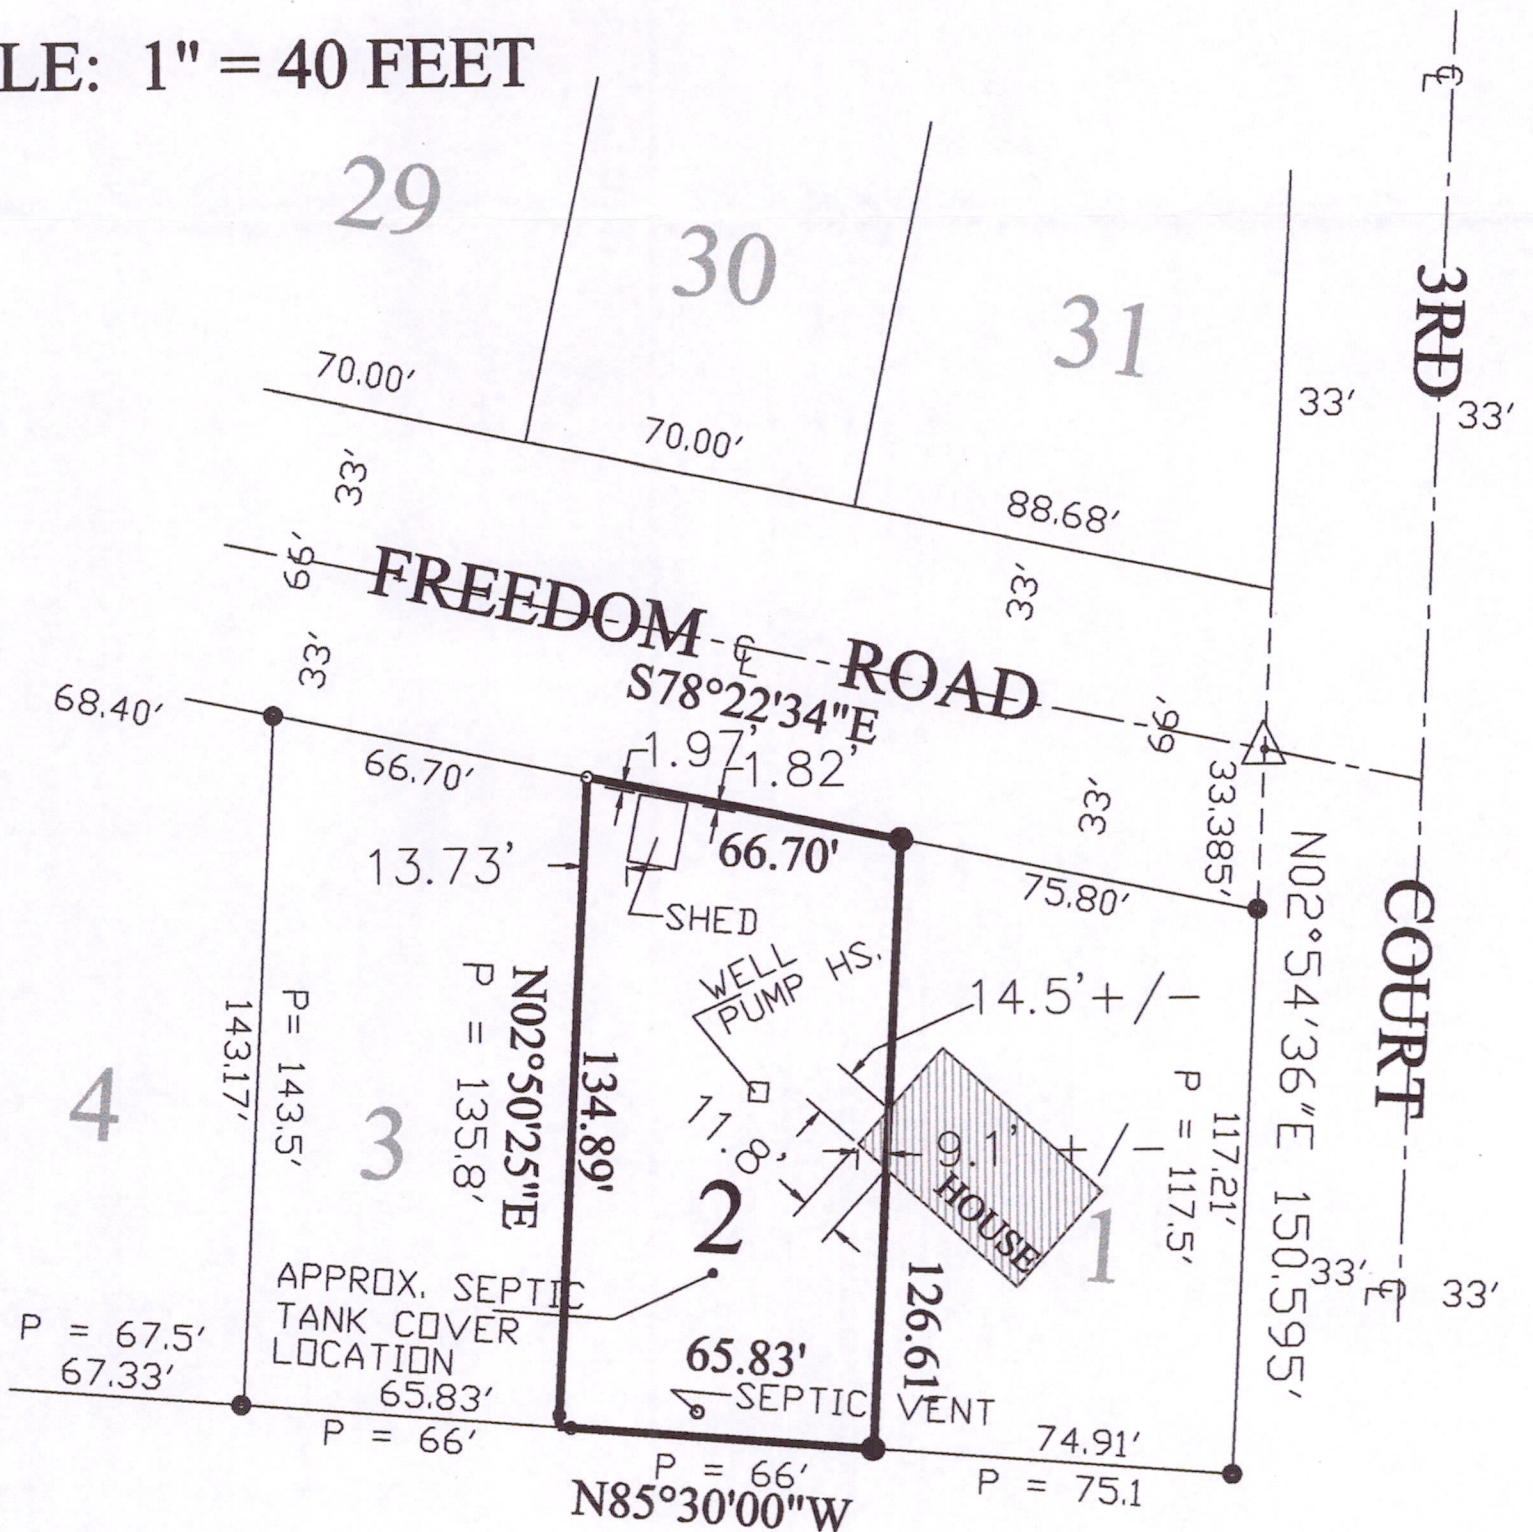 LE: 1" = 40 FEET
29
30
31
70.00'
70.00'
88.68'
33'
33'
33'
66'
33'
3RD
33'
33'
FREEDOM ROAD
S78°22'34"E
66'
68.40'
66.70'
1.97'
1.82'
66.70'
33'
33.385'
13.73'
75.80'
SHED
WELL
PUMP HS.
14.5'+/-
COURT
N02°54'36"E 150.595'
143.17'
P= 143.5'
P = 135.8'
N02°50'25"E
134.89'
11.8'
9.1' +/-
HOUSE
P = 117.5'
117.21'
4
3
2
1
APPROX. SEPTIC
TANK COVER
LOCATION
126.61'
33'
33'
P = 67.5'
67.33'
65.83'
P = 66'
65.83'
SEPTIC VENT
P = 66'
N85°30'00"W
74.91'
P = 75.1